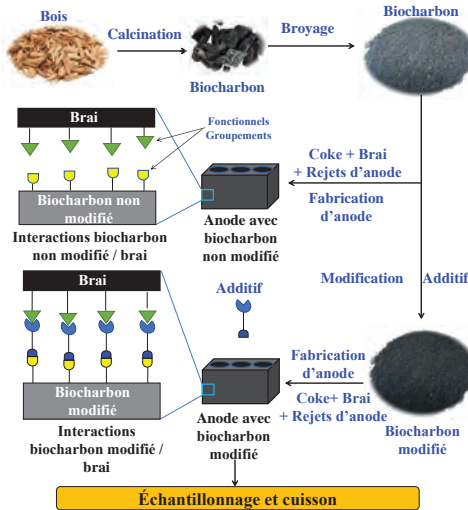 Bois
Calcination
Broyage
Biocharbon
Biocharbon
Brai
Fonctionnels
Groupements
Biocharbon non
modifié
Interactions biocharbon
non modifié / brai
Anode avec
biocharbon
non modifié
Coke + Brai
+ Rejets d'anode
Fabrication
d'anode
Modification
Additif
Brai
Additif
Biocharbon
modifié
Interactions
biocharbon modifié /
brai
Anode avec
biocharbon
modifié
Fabrication
d'anode
Coke+ Brai
+ Rejets d'anode
Biocharbon
modifié
Échantillonnage et cuisson